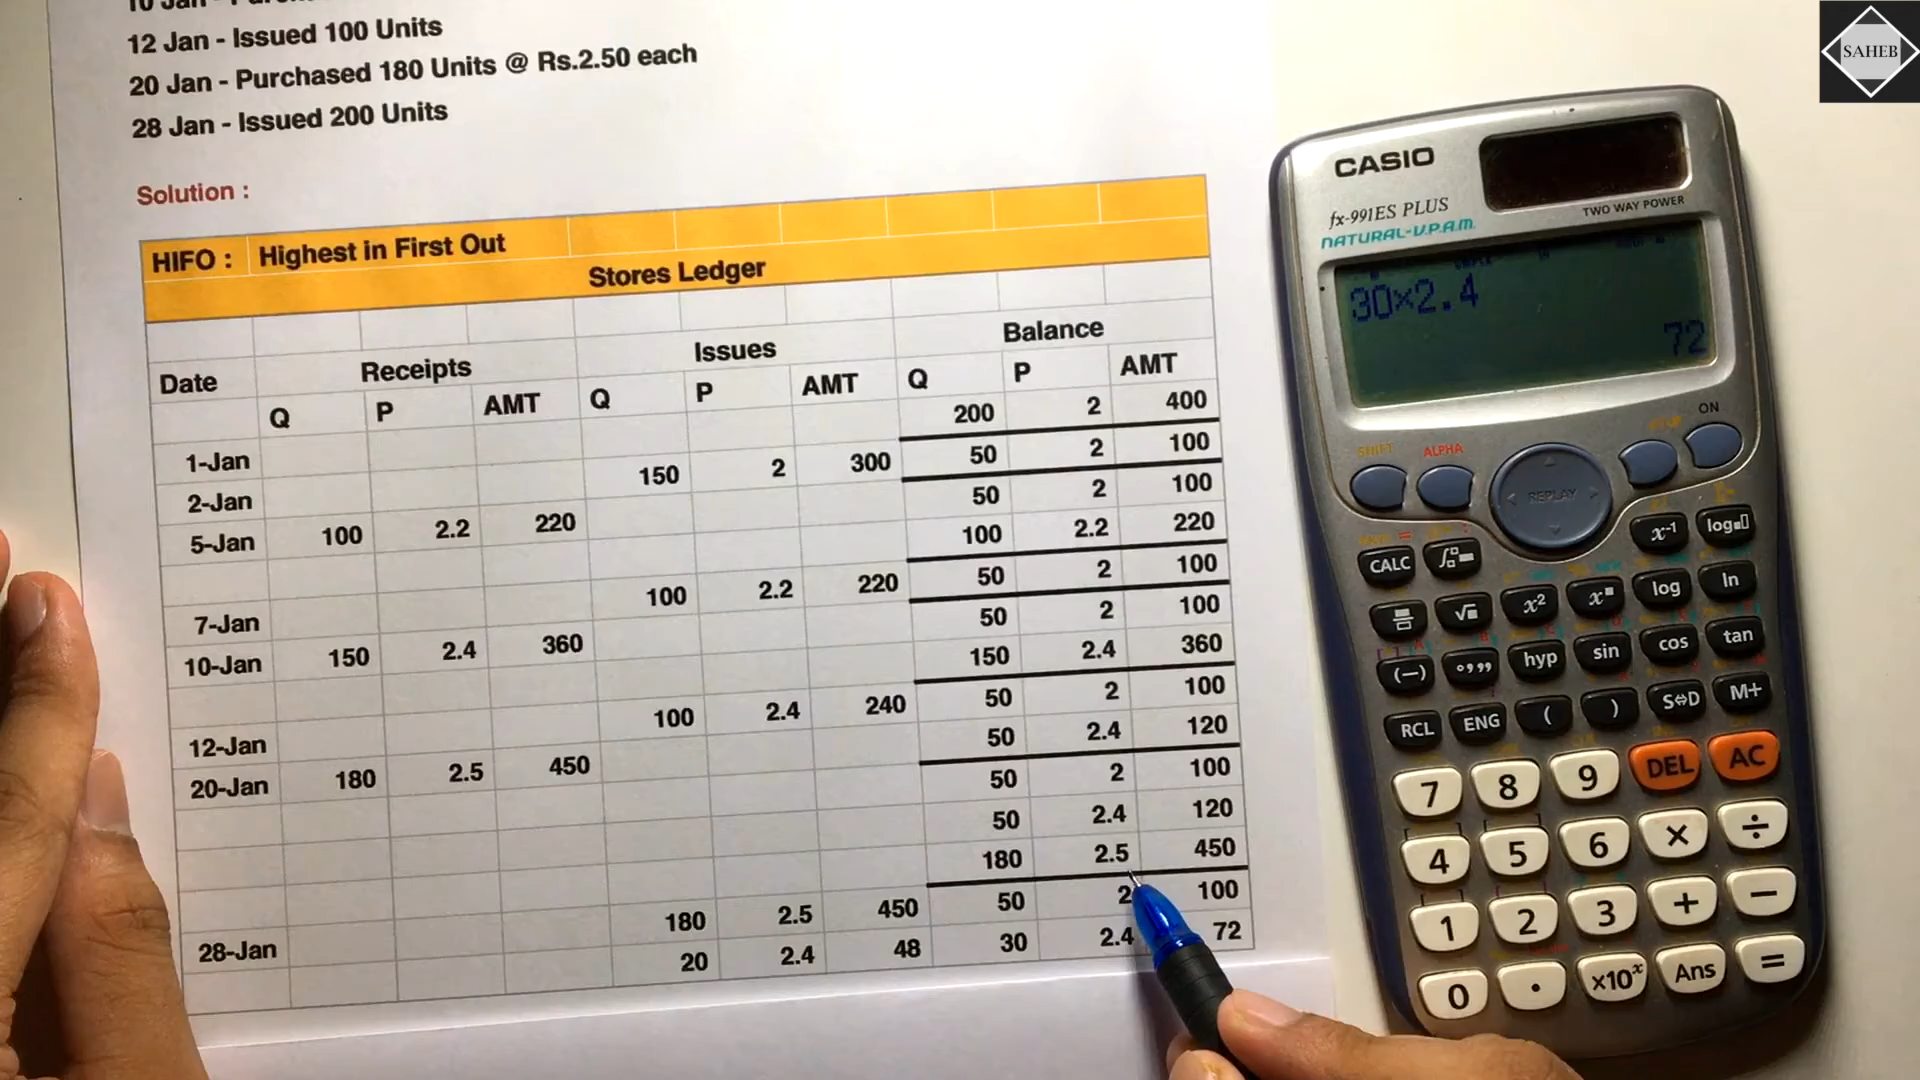 10 Jan -
12 Jan - Issued 100 Units
20 Jan - Purchased 180 Units @ Rs.2.50 each
28 Jan - Issued 200 Units
Solution :
HIFO : Highest in First Out
Stores Ledger
Date Receipts Issues Balance
Q P AMT Q P AMT Q P AMT
1-Jan 200 2 400
2-Jan 150 2 300 50 2 100
5-Jan 100 2.2 220 50 2 100
100 2.2 220
7-Jan 100 2.2 220 50 2 100
10-Jan 150 2.4 360 50 2 100
150 2.4 360
12-Jan 100 2.4 240 50 2 100
50 2.4 120
20-Jan 180 2.5 450 50 2 100
50 2.4 120
180 2.5 450
28-Jan 180 2.5 450 50 2 100
20 2.4 48 30 2.4 72
SAHEB
CASIO
fx-991ES PLUS
TWO WAY POWER
NATURAL-V.P.A.M.
30×2.4
72
SHIFT ALPHA ON
REPLAY
CALC x-1 log
x² log ln
(−) hyp sin cos tan
RCL ENG ( ) S⇔D M+
7 8 9 DEL AC
4 5 6 × ÷
1 2 3 + −
0 . ×10x Ans =